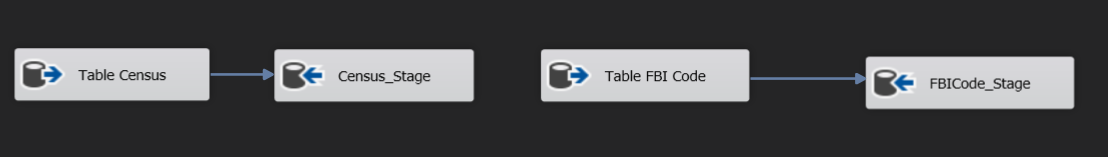 Table Census
Census_Stage
Table FBI Code
FBICode_Stage